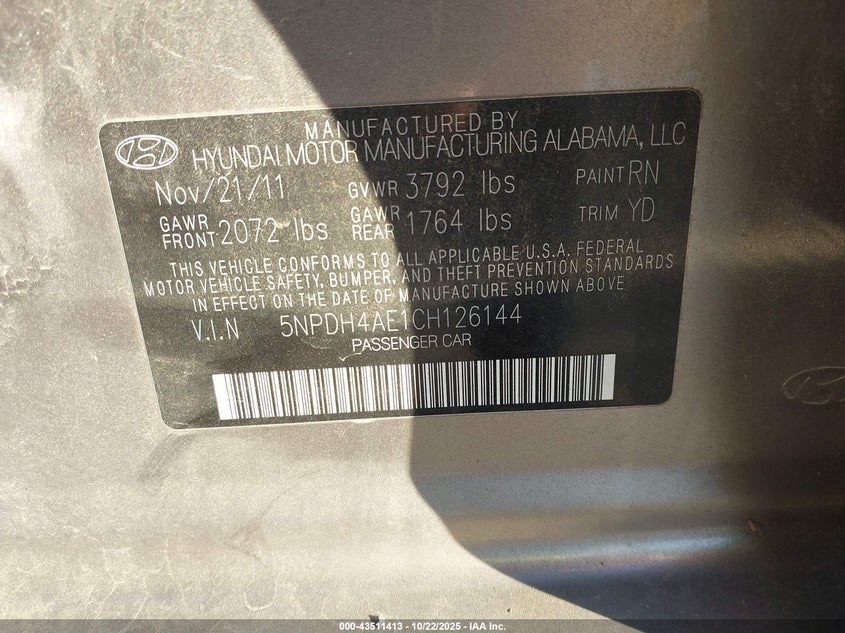 MANUFACTURED BY
HYUNDAI MOTOR MANUFACTURING ALABAMA, LLC
Nov/21/11 GVWR 3792 lbs PAINT RN
GAWR FRONT 2072 lbs GAWR REAR 1764 lbs TRIM YD
THIS VEHICLE CONFORMS TO ALL APPLICABLE U.S.A. FEDERAL
MOTOR VEHICLE SAFETY, BUMPER, AND THEFT PREVENTION STANDARDS
IN EFFECT ON THE DATE OF MANUFACTURE SHOWN ABOVE
V.I.N 5NPDH4AE1CH126144
PASSENGER CAR
000-43511413 - 10/22/2025 - IAA Inc.